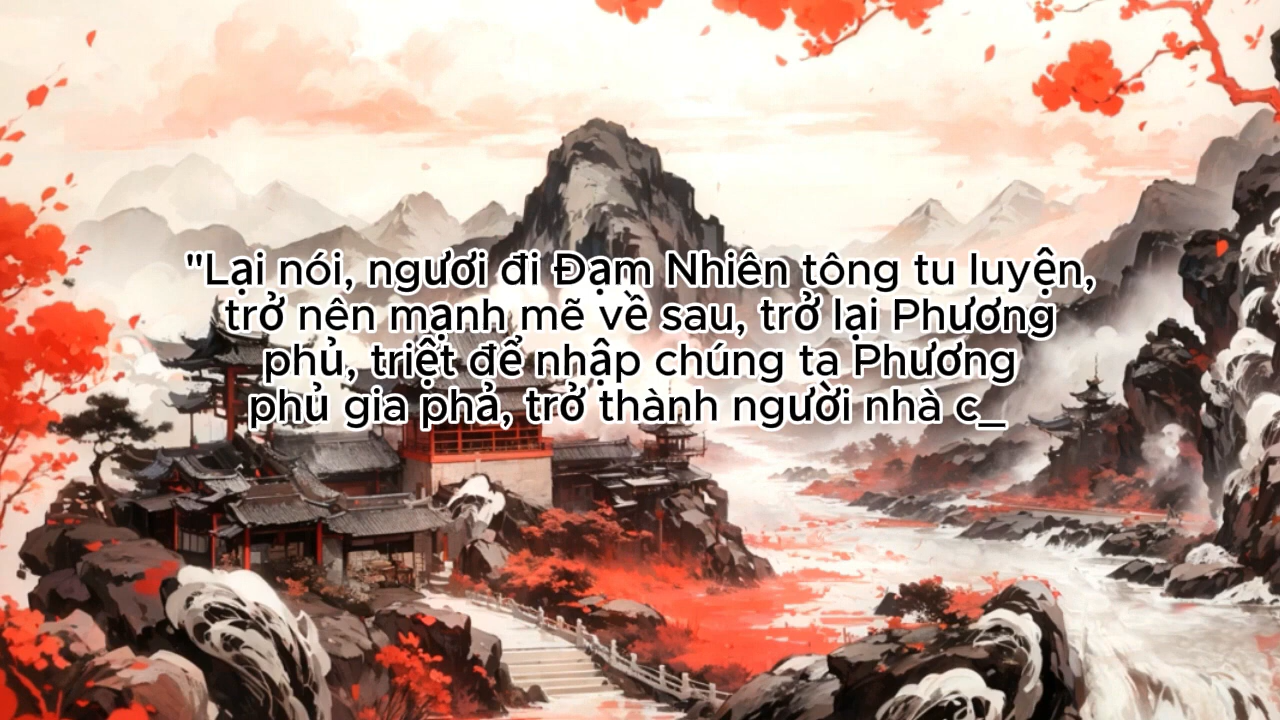 "Lại nói, ngươi đi Đạm Nhiên tông tu luyện,
trở nên mạnh mẽ về sau, trở lại Phương
phủ, triệt để nhập chúng ta Phương
phủ gia phả, trở thành người nhà c_